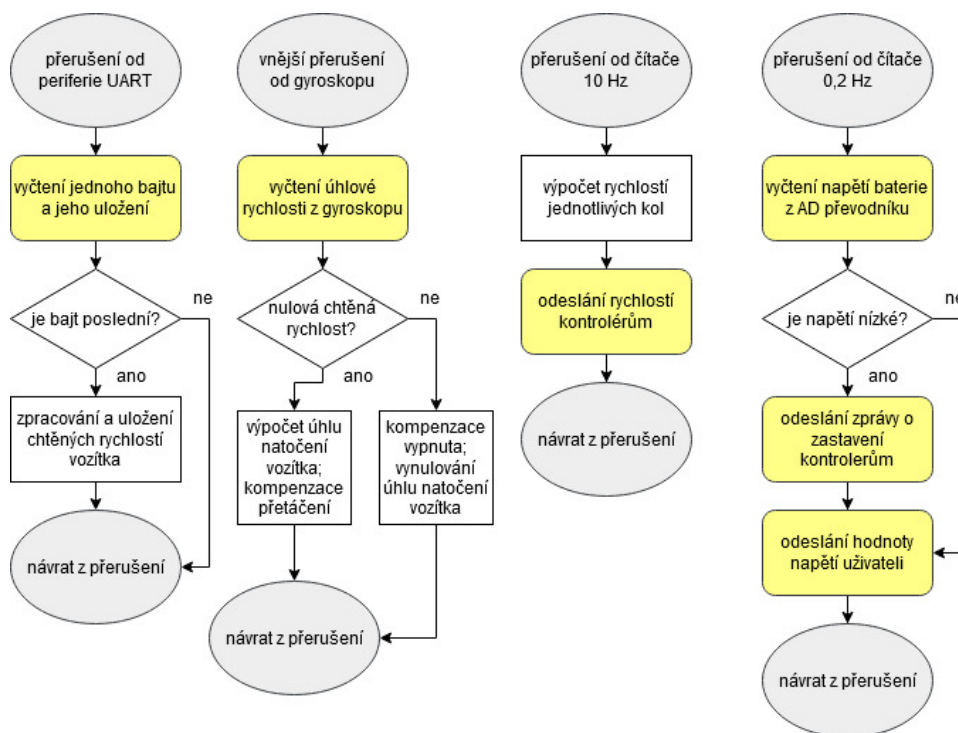 přerušení od
periferie UART
vyčtení jednoho bajtu
a jeho uložení
je bajt poslední?
ne
ano
zpracování a uložení
chtěných rychlostí
vozítka
návrat z přerušení
vnější přerušení
od gyroskopu
vyčtení úhlové
rychlosti z gyroskopu
nulová chtěná
rychlost?
ne
ano
výpočet úhlu
natočení
vozítka;
kompenzace
přetáčení
kompenzace
vypnuta;
vynulování
úhlu natočení
vozítka
návrat z přerušení
přerušení od čítače
10 Hz
výpočet rychlostí
jednotlivých kol
odeslání rychlostí
kontrolérům
návrat z přerušení
přerušení od čítače
0,2 Hz
vyčtení napětí baterie
z AD převodníku
je napětí nízké?
ne
ano
odeslání zprávy o
zastavení
kontrolerům
odeslání hodnoty
napětí uživateli
návrat z přerušení